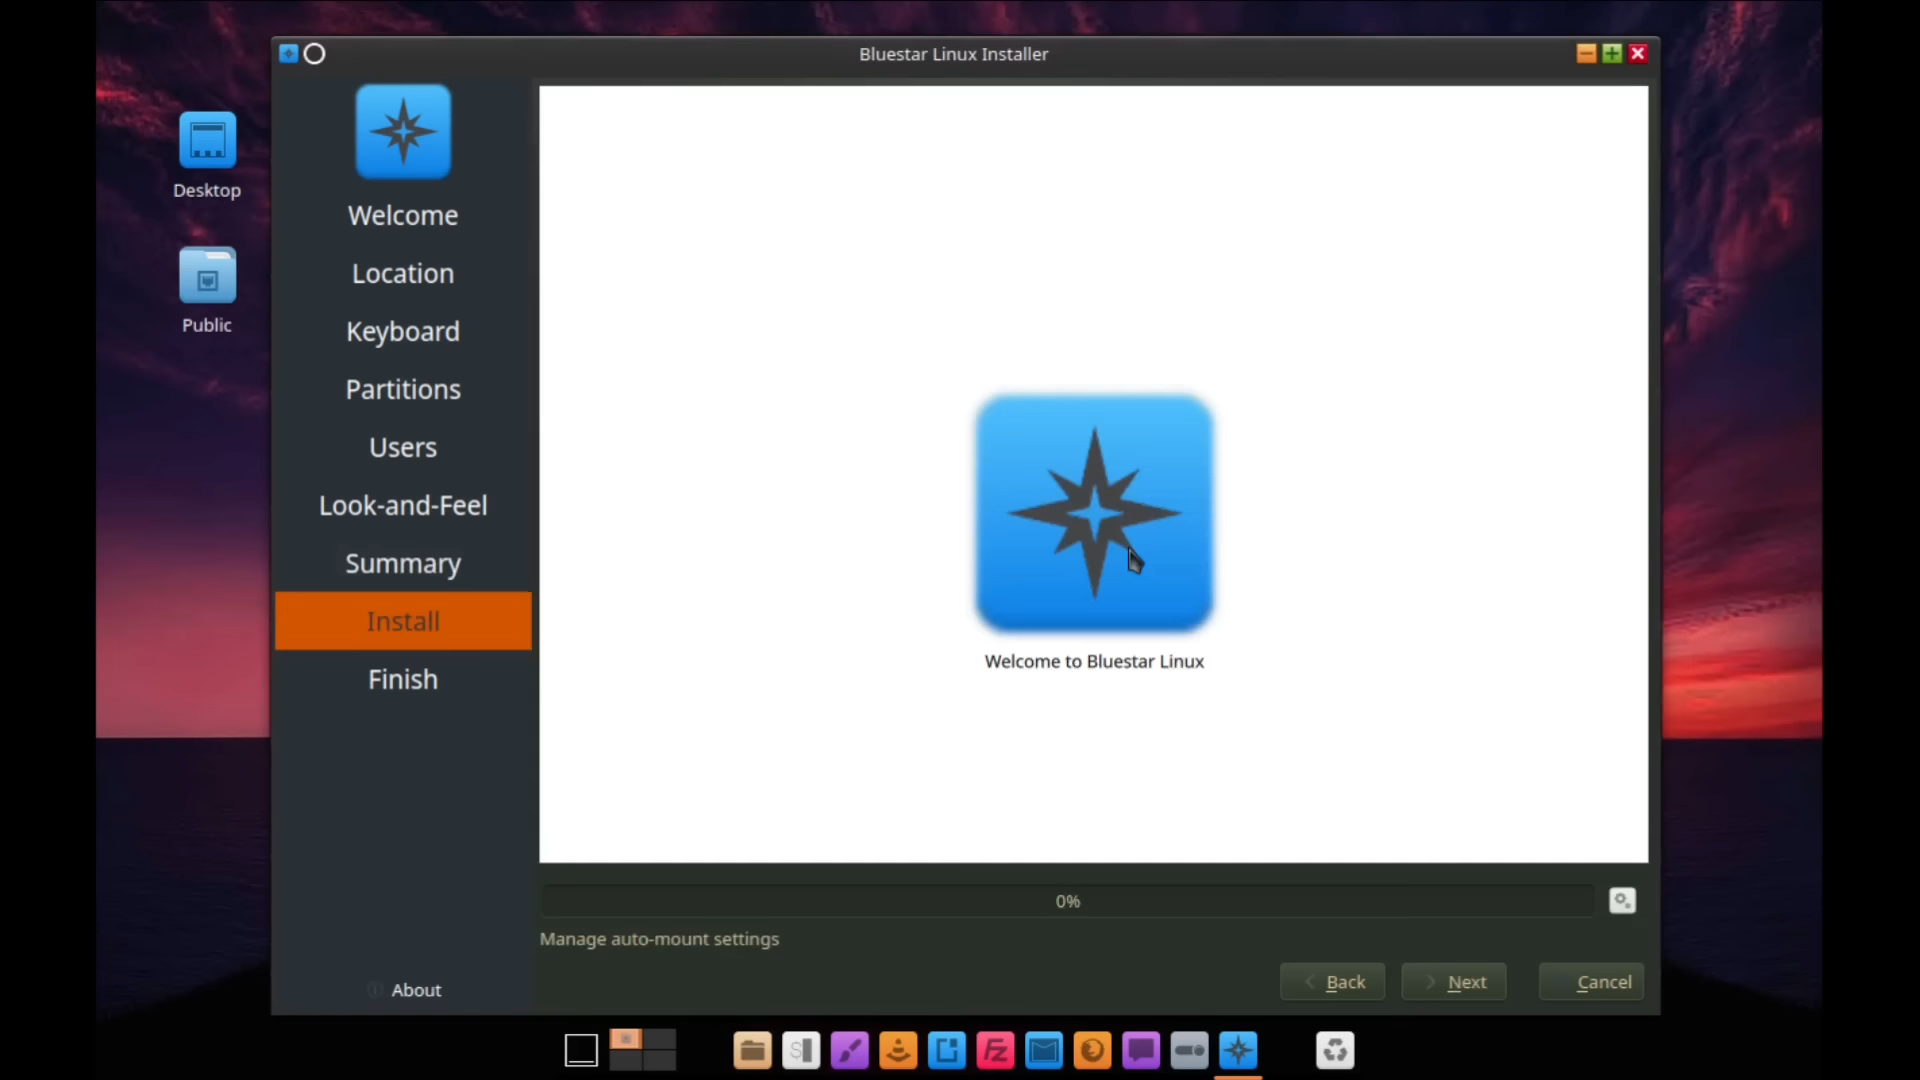 Bluestar Linux Installer
Desktop
Public
Welcome
Location
Keyboard
Partitions
Users
Look-and-Feel
Summary
Install
Finish
About
Welcome to Bluestar Linux
0%
Manage auto-mount settings
Back
Next
Cancel
S
Fz